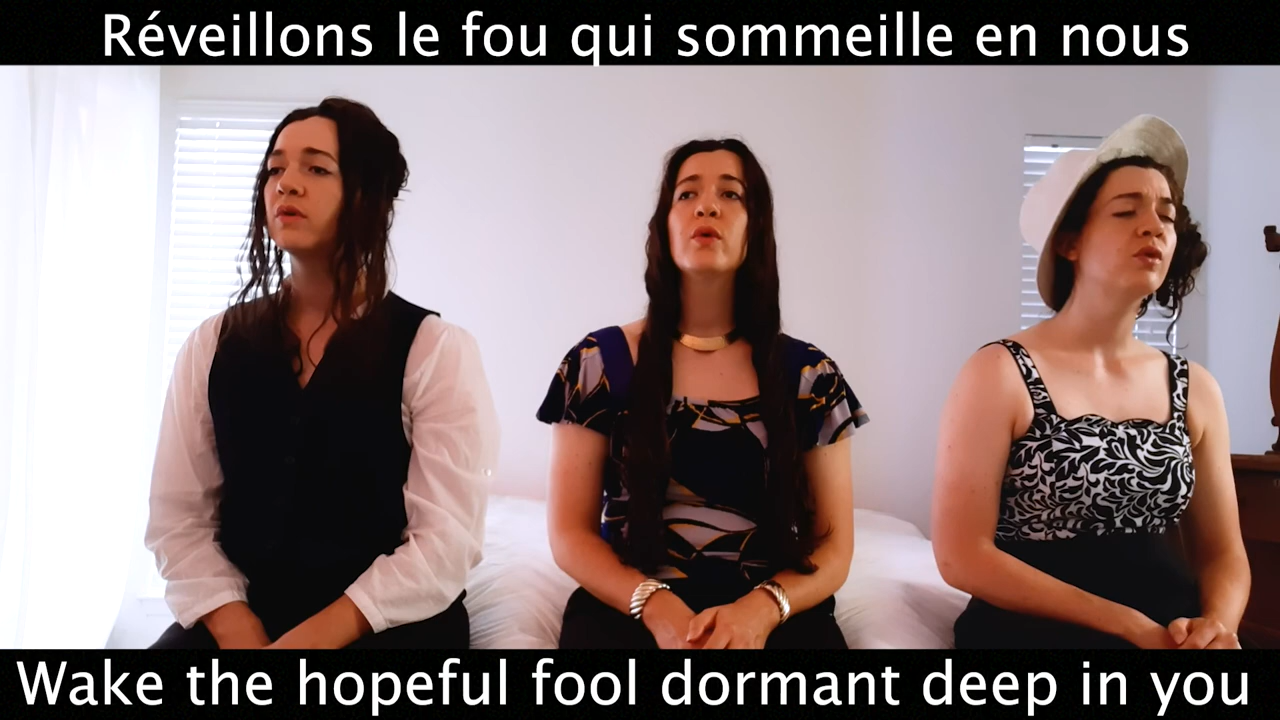 Réveillons le fou qui sommeille en nous
Wake the hopeful fool dormant deep in you